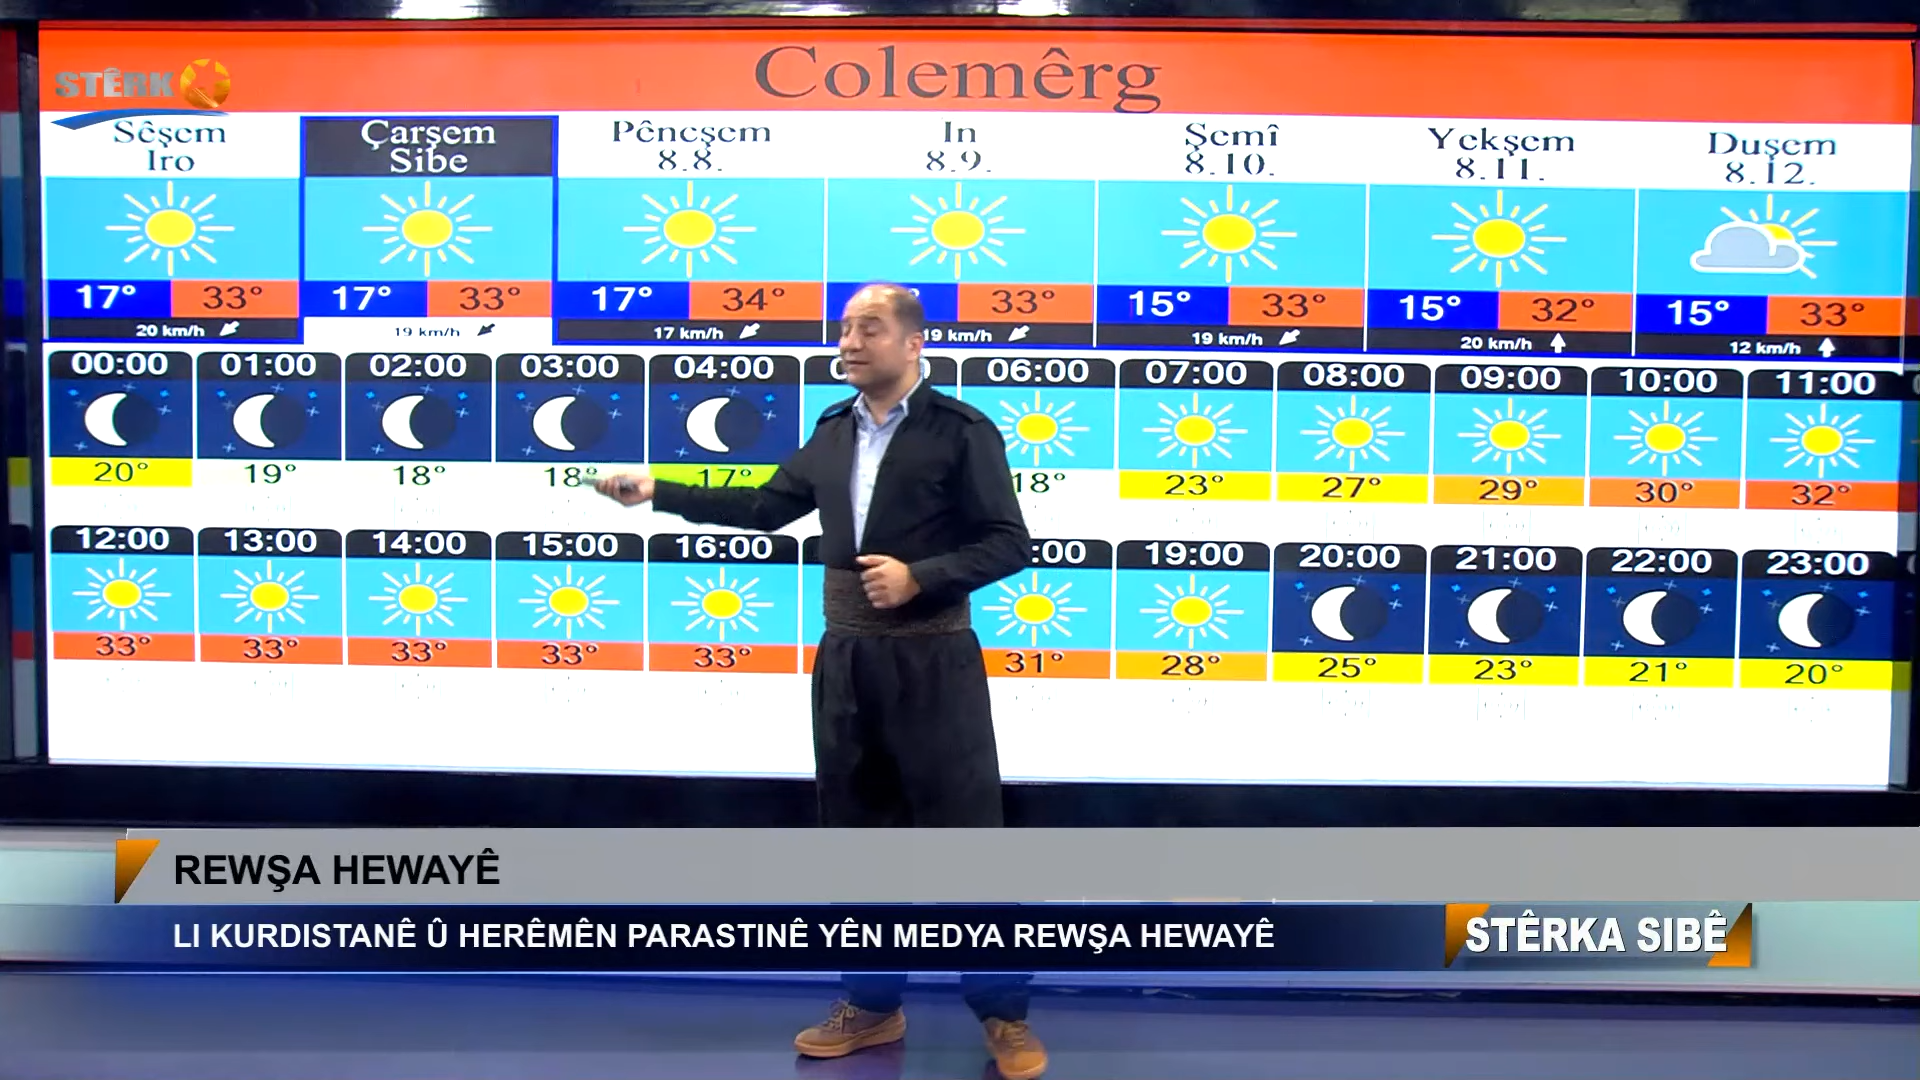 Colemêrg
STÊRK
Sêşem Çarşem Pêncşem In Şemî Yekşem Duşem
Iro Sibe 8.8. 8.9. 8.10. 8.11. 8.12.
17° 33° 17° 33° 17° 34° 33° 15° 33° 15° 32° 15° 33°
20 km/h 19 km/h 17 km/h 19 km/h 19 km/h 20 km/h 12 km/h
00:00 01:00 02:00 03:00 04:00 06:00 07:00 08:00 09:00 10:00 11:00
20° 19° 18° 18° 17° 18° 23° 27° 29° 30° 32°
12:00 13:00 14:00 15:00 16:00 :00 19:00 20:00 21:00 22:00 23:00
33° 33° 33° 33° 33° 31° 28° 25° 23° 21° 20°
REWŞA HEWAYÊ
LI KURDISTANÊ Û HERÊMÊN PARASTINÊ YÊN MEDYA REWŞA HEWAYÊ
STÊRKA SIBÊ